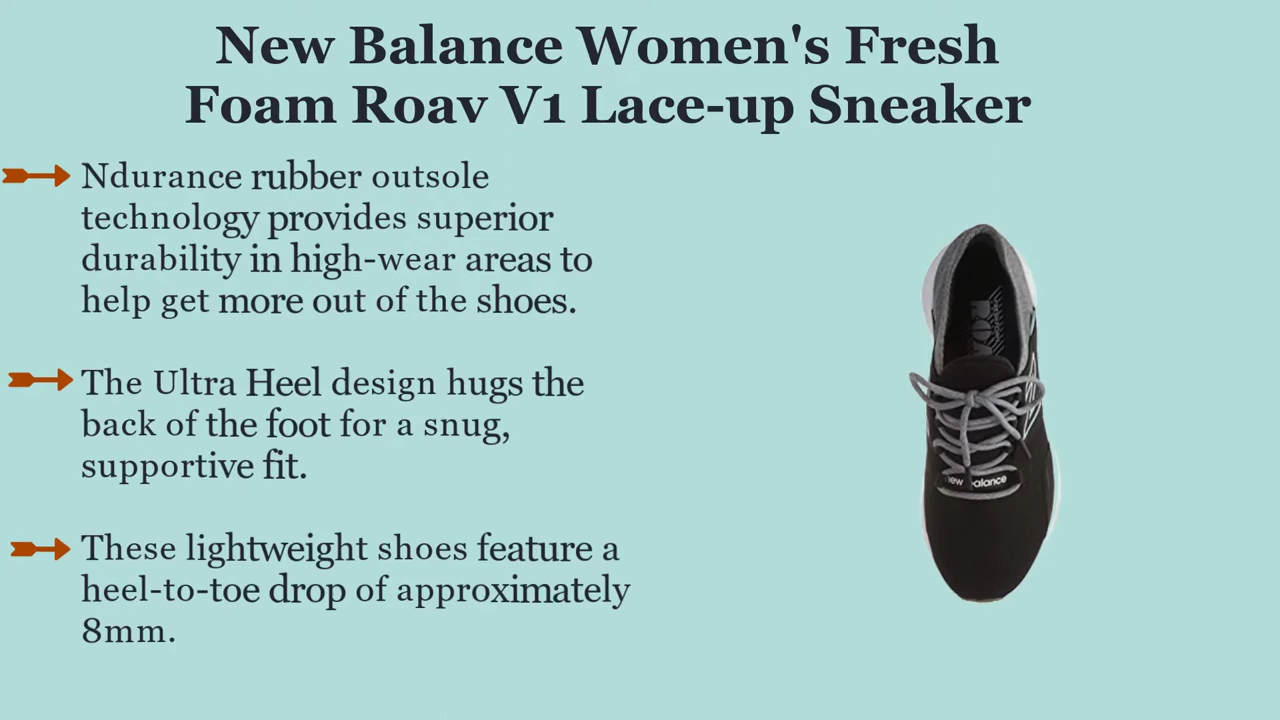 New Balance Women's Fresh
Foam Roav V1 Lace-up Sneaker
Ndurance rubber outsole
technology provides superior
durability in high-wear areas to
help get more out of the shoes.
The Ultra Heel design hugs the
back of the foot for a snug,
supportive fit.
These lightweight shoes feature a
heel-to-toe drop of approximately
8mm.
new balance